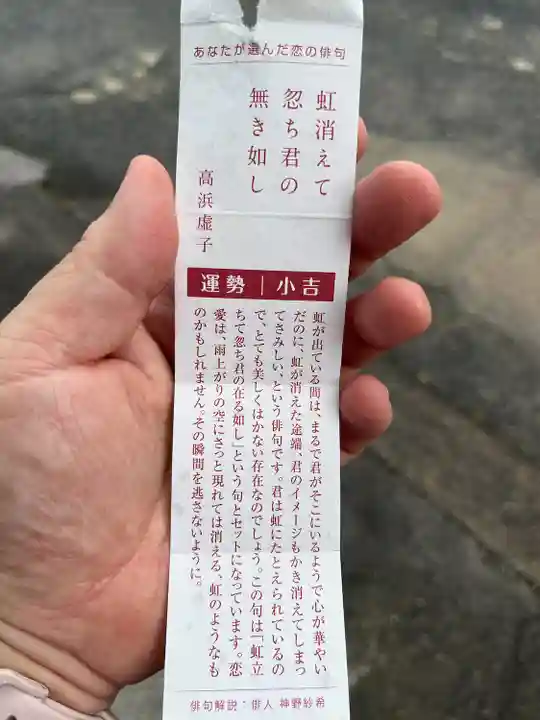 あなたが選んだ恋の俳句
虹消えて
忽ち君の
無き如し
高浜虚子
運勢｜小吉
虹が出ている間は、まるで君がそこにいるようで心が華やい
だのに、虹が消えた途端、君のイメージもかき消えてしまっ
てさみしい、という俳句です。君は虹にたとえられているの
で、とても美しくはかない存在なのでしょう。この句は「虹立
ちて忽ち君の在る如し」という句とセットになっています。恋
愛は、雨上がりの空にさっと現れては消える、虹のようなも
のかもしれません。その瞬間を逃さないように。
俳句解説：俳人 神野紗希